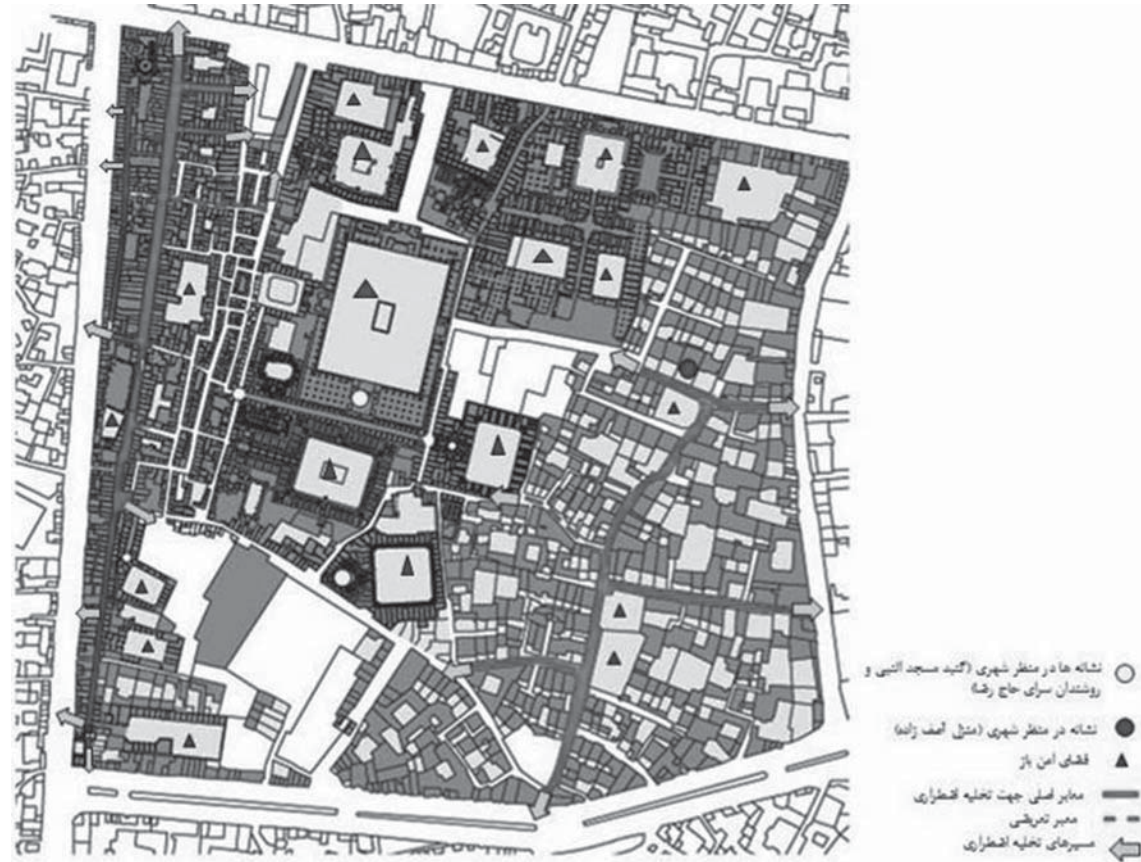 نشانه ها در منظر شهری (گنبد مسجد النبی و
روشندان سرای حاج رضا)
نشانه در منظر شهری (منزل آصف زاده)
فضای امن باز
معابر اصلی جهت تخلیه اضطراری
معبر تعریضی
مسیرهای تخلیه اضطراری